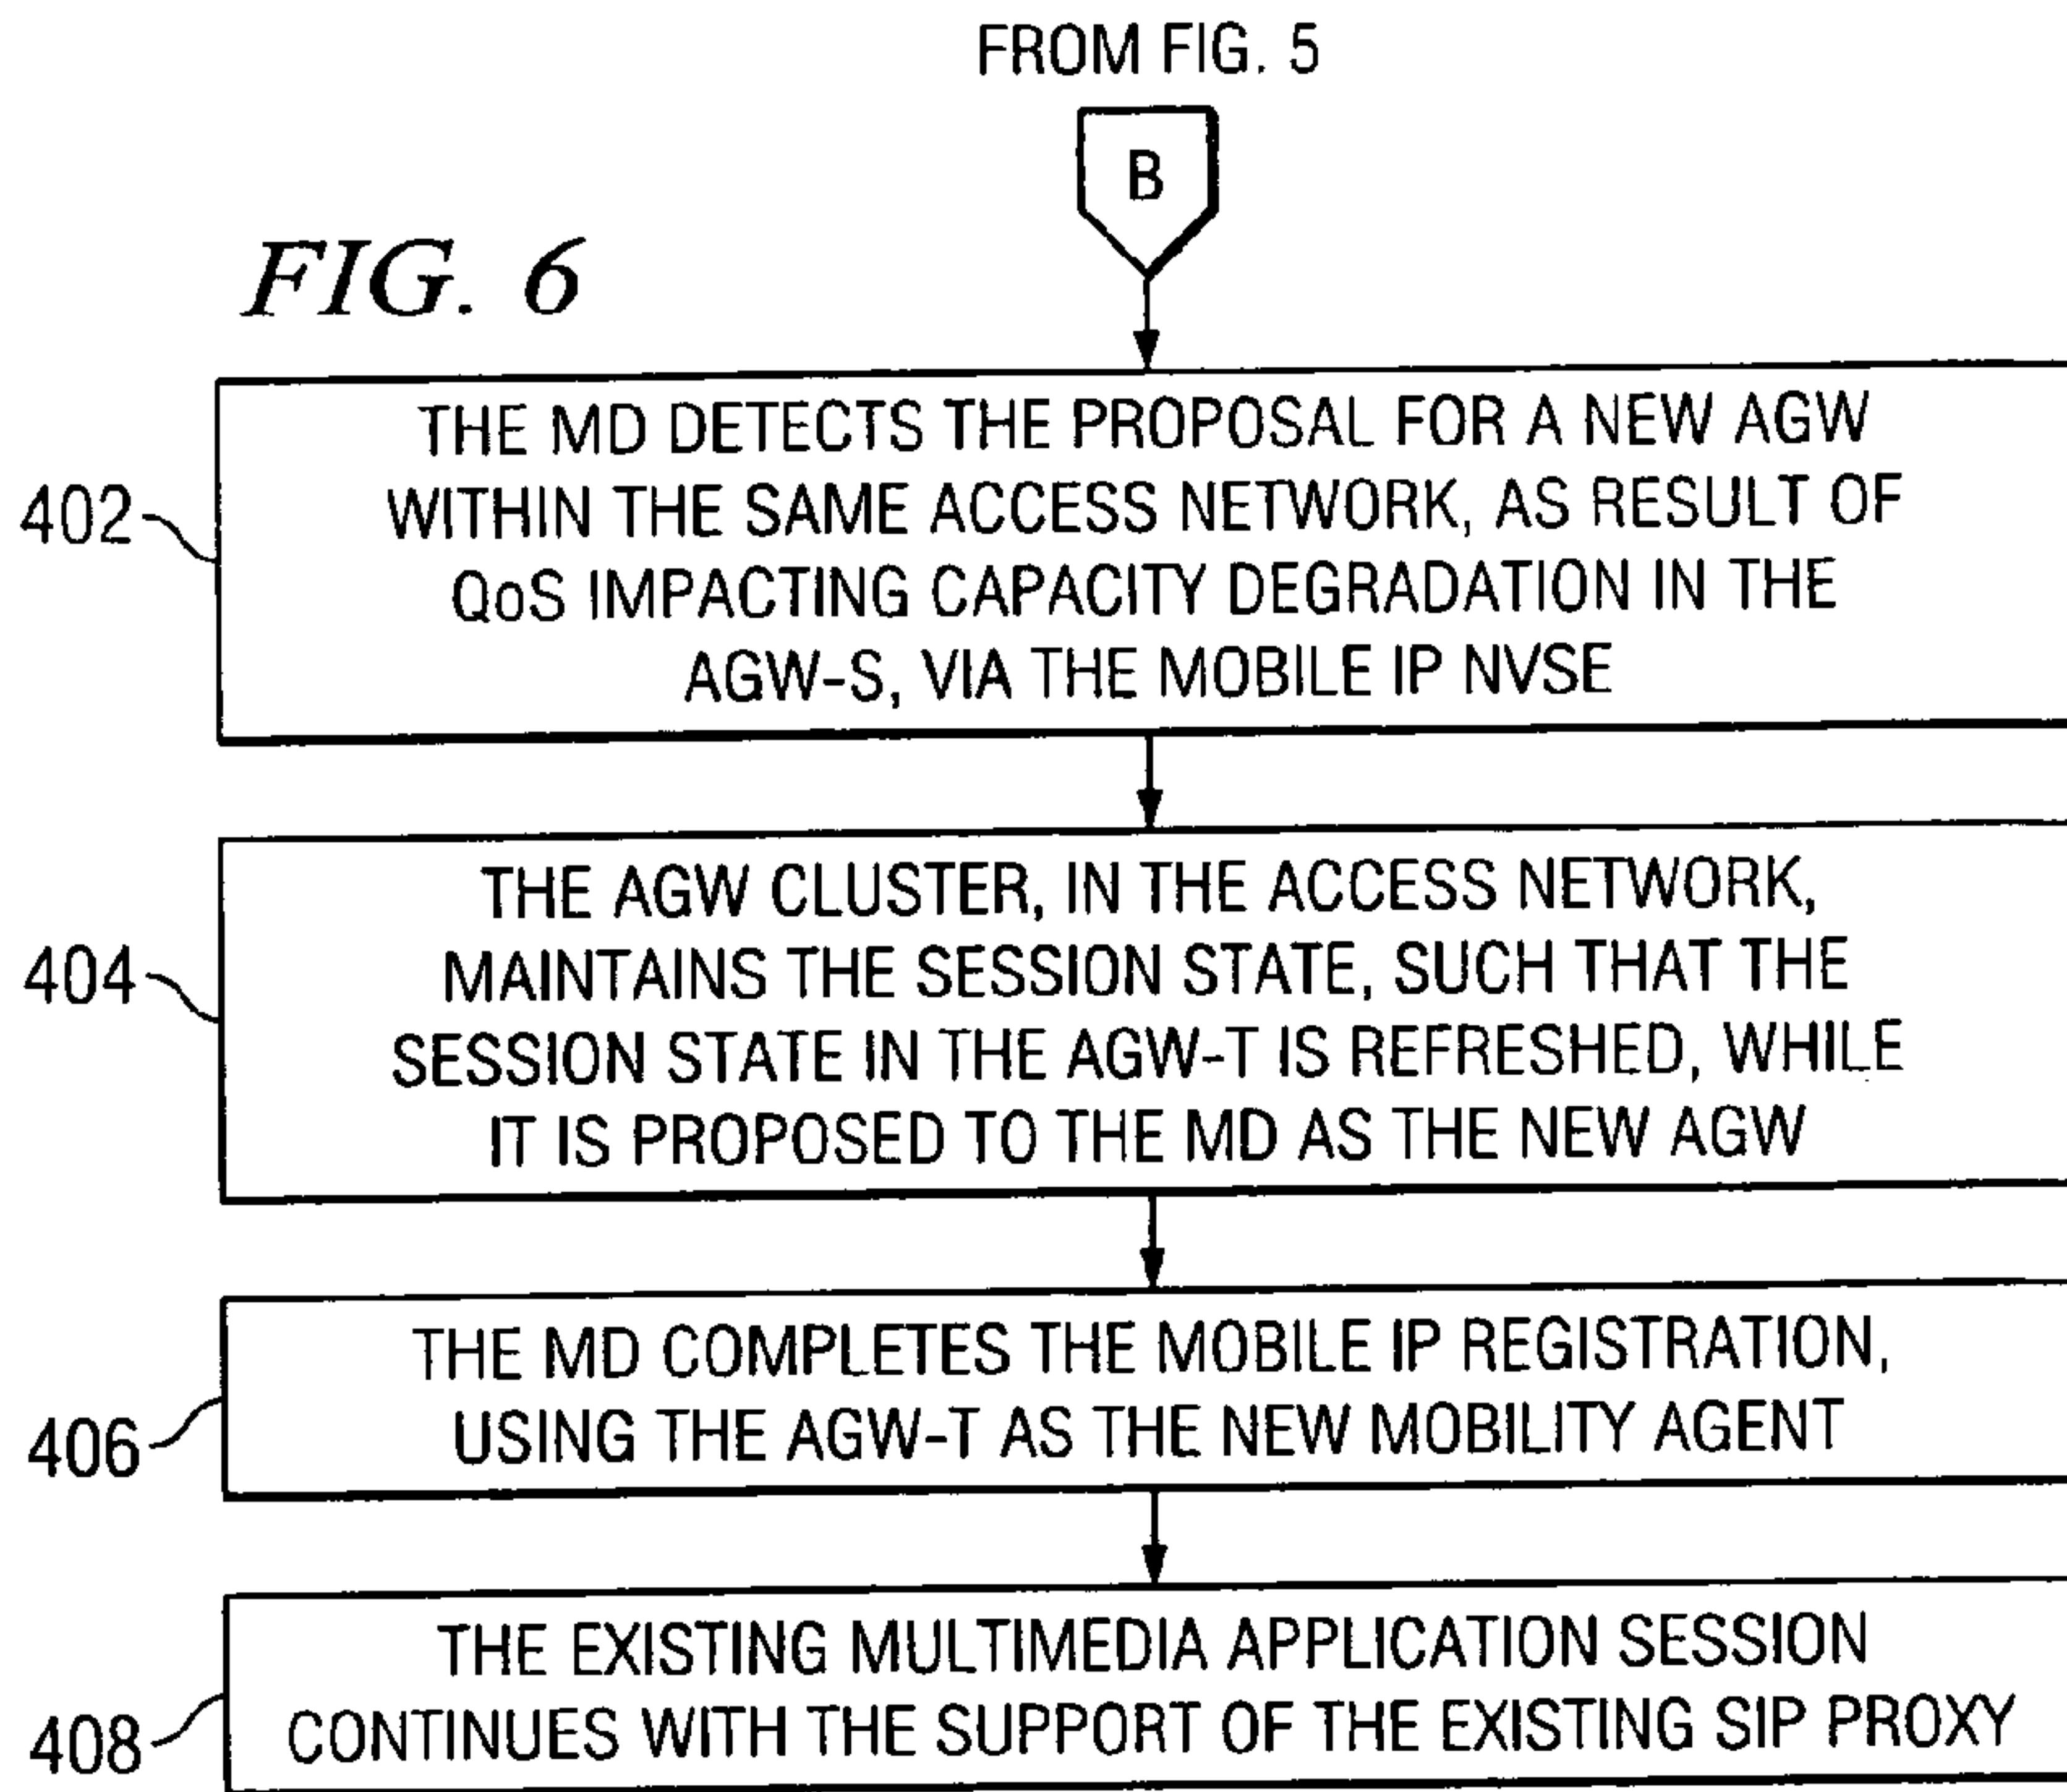 FROM FIG. 5
B
FIG. 6
402
THE MD DETECTS THE PROPOSAL FOR A NEW AGW
WITHIN THE SAME ACCESS NETWORK, AS RESULT OF
QoS IMPACTING CAPACITY DEGRADATION IN THE
AGW-S, VIA THE MOBILE IP NVSE
404
THE AGW CLUSTER, IN THE ACCESS NETWORK,
MAINTAINS THE SESSION STATE, SUCH THAT THE
SESSION STATE IN THE AGW-T IS REFRESHED, WHILE
IT IS PROPOSED TO THE MD AS THE NEW AGW
406
THE MD COMPLETES THE MOBILE IP REGISTRATION,
USING THE AGW-T AS THE NEW MOBILITY AGENT
408
THE EXISTING MULTIMEDIA APPLICATION SESSION
CONTINUES WITH THE SUPPORT OF THE EXISTING SIP PROXY